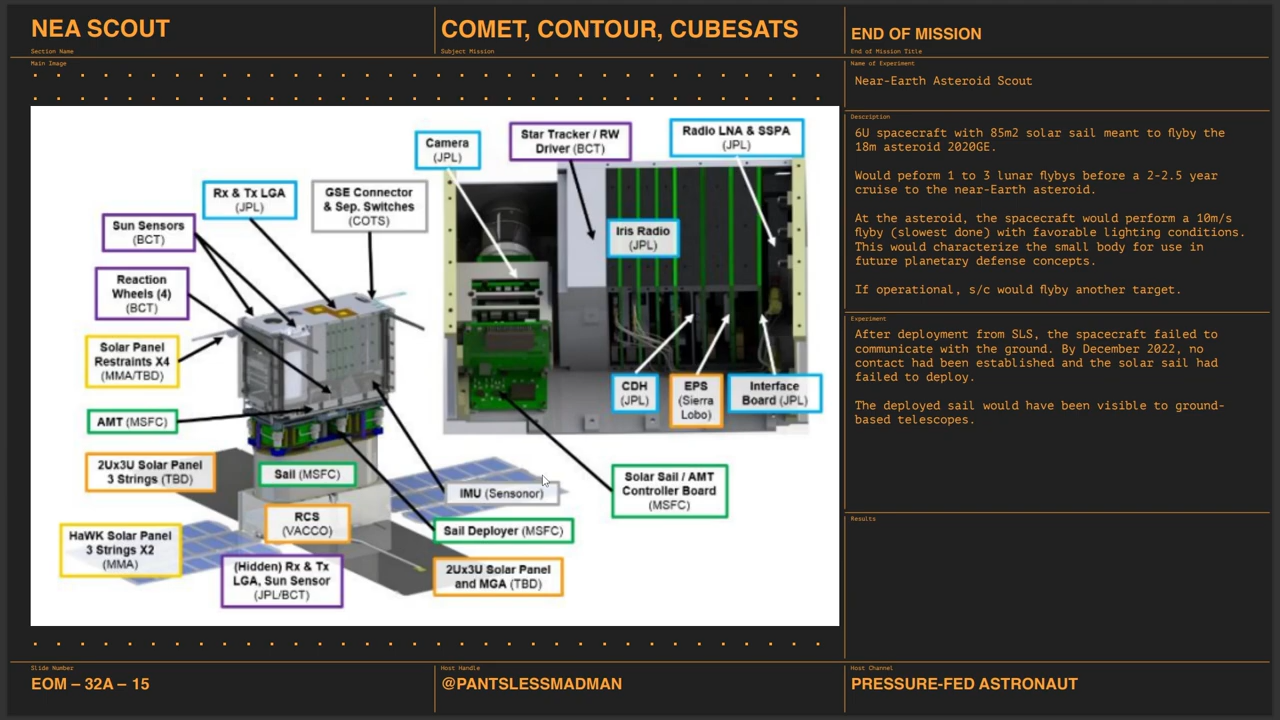 NEA SCOUT
Section Name
COMET, CONTOUR, CUBESATS
Subject Mission
END OF MISSION
End of Mission Title
Main Image
Camera
(JPL)
Star Tracker / RW
Driver (BCT)
Radio LNA & SSPA
(JPL)
Rx & Tx LGA
(JPL)
GSE Connector
& Sep. Switches
(COTS)
Sun Sensors
(BCT)
Iris Radio
(JPL)
Reaction
Wheels (4)
(BCT)
Solar Panel
Restraints X4
(MMA/TBD)
CDH
(JPL)
EPS
(Sierra
Lobo)
Interface
Board (JPL)
AMT (MSFC)
2Ux3U Solar Panel
3 Strings (TBD)
Sail (MSFC)
IMU (Sensonor)
Solar Sail / AMT
Controller Board
(MSFC)
RCS
(VACCO)
Sail Deployer (MSFC)
HaWK Solar Panel
3 Strings X2
(MMA)
(Hidden) Rx & Tx
LGA, Sun Sensor
(JPL/BCT)
2Ux3U Solar Panel
and MGA (TBD)
Name of Experiment
Near-Earth Asteroid Scout
Description
6U spacecraft with 85m2 solar sail meant to flyby the
18m asteroid 2020GE.
Would peform 1 to 3 lunar flybys before a 2-2.5 year
cruise to the near-Earth asteroid.
At the asteroid, the spacecraft would perform a 10m/s
flyby (slowest done) with favorable lighting conditions.
This would characterize the small body for use in
future planetary defense concepts.
If operational, s/c would flyby another target.
Experiment
After deployment from SLS, the spacecraft failed to
communicate with the ground. By December 2022, no
contact had been established and the solar sail had
failed to deploy.
The deployed sail would have been visible to ground-
based telescopes.
Results
Slide Number
EOM – 32A – 15
Host Handle
@PANTSLESSMADMAN
Host Channel
PRESSURE-FED ASTRONAUT